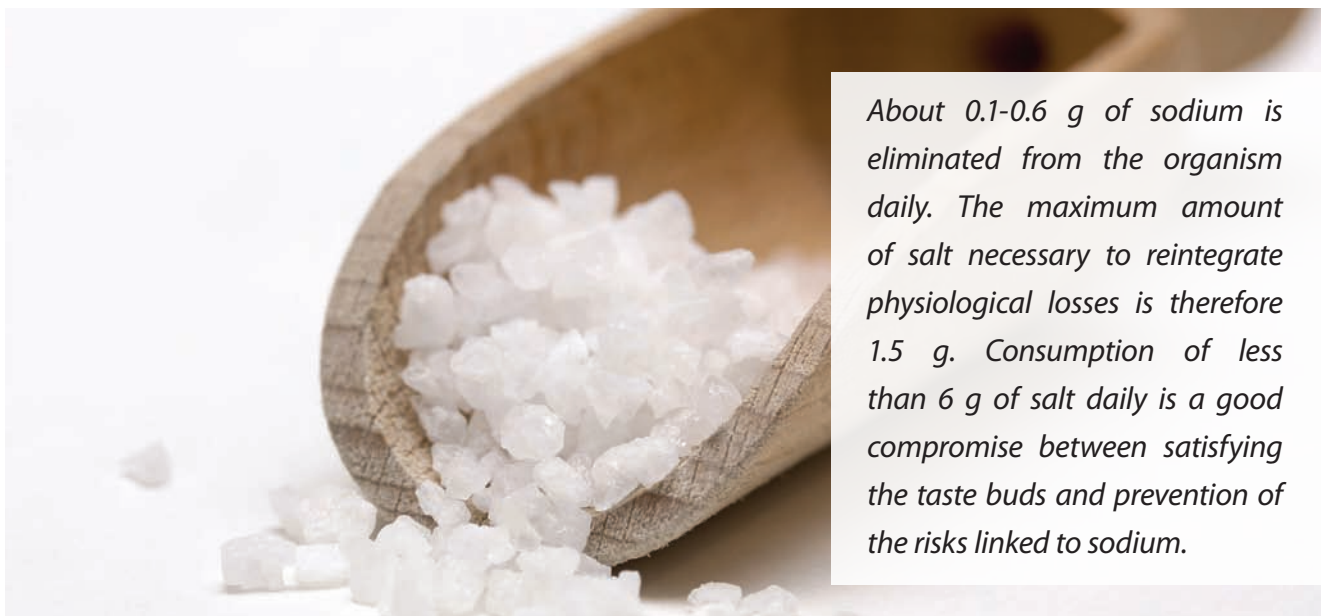 About 0.1-0.6 g of sodium is
eliminated from the organism
daily. The maximum amount
of salt necessary to reintegrate
physiological losses is therefore
1.5 g. Consumption of less
than 6 g of salt daily is a good
compromise between satisfying
the taste buds and prevention of
the risks linked to sodium.